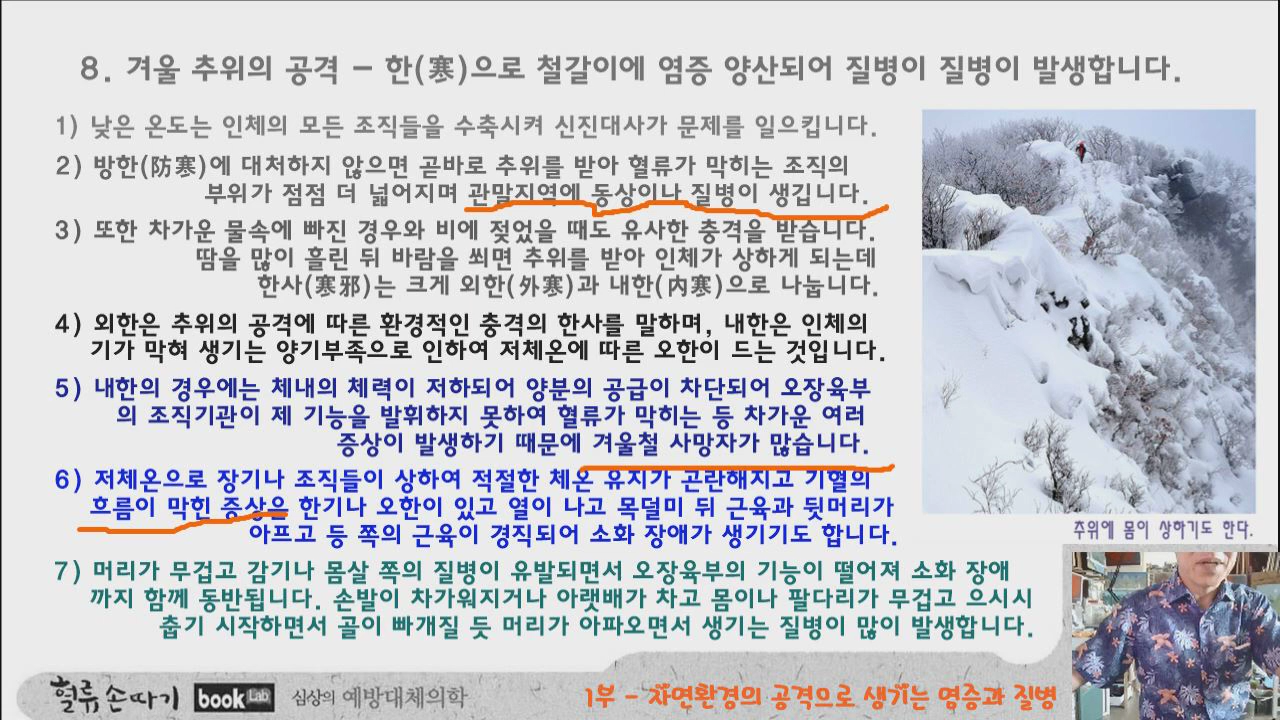 8. 겨울 추위의 공격 - 한(寒)으로 철갈이에 염증 양산되어 질병이 질병이 발생합니다.
1) 낮은 온도는 인체의 모든 조직들을 수축시켜 신진대사가 문제를 일으킵니다.
2) 방한(防寒)에 대처하지 않으면 곧바로 추위를 받아 혈류가 막히는 조직의
부위가 점점 더 넓어지며 관말지역에 동상이나 질병이 생깁니다.
3) 또한 차가운 물속에 빠진 경우와 비에 젖었을 때도 유사한 충격을 받습니다.
땀을 많이 흘린 뒤 바람을 쐬면 추위를 받아 인체가 상하게 되는데
한사(寒邪)는 크게 외한(外寒)과 내한(内寒)으로 나눕니다.
4) 외한은 추위의 공격에 따른 환경적인 충격의 한사를 말하며, 내한은 인체의
기가 막혀 생기는 양기부족으로 인하여 저체온에 따른 오한이 드는 것입니다.
5) 내한의 경우에는 체내의 체력이 저하되어 양분의 공급이 차단되어 오장육부
의 조직기관이 제 기능을 발휘하지 못하여 혈류가 막히는 등 차가운 여러
증상이 발생하기 때문에 겨울철 사망자가 많습니다.
6) 저체온으로 장기나 조직들이 상하여 적절한 체온 유지가 곤란해지고 기혈의
흐름이 막힌 증상은 한기나 오한이 있고 열이 나고 목덜미 뒤 근육과 뒷머리가
아프고 등 쪽의 근육이 경직되어 소화 장애가 생기기도 합니다.
추위에 몸이 상하기도 한다.
7) 머리가 무겁고 감기나 몸살 쪽의 질병이 유발되면서 오장육부의 기능이 떨어져 소화 장애
까지 함께 동반됩니다. 손발이 차가워지거나 아랫배가 차고 몸이나 팔다리가 무겁고 으시시
춥기 시작하면서 골이 빠개질 듯 머리가 아파오면서 생기는 질병이 많이 발생합니다.
혈류 손따기 book Lab 심상의 예방대체의학
1부 - 자연환경의 공격으로 생기는 염증과 질병